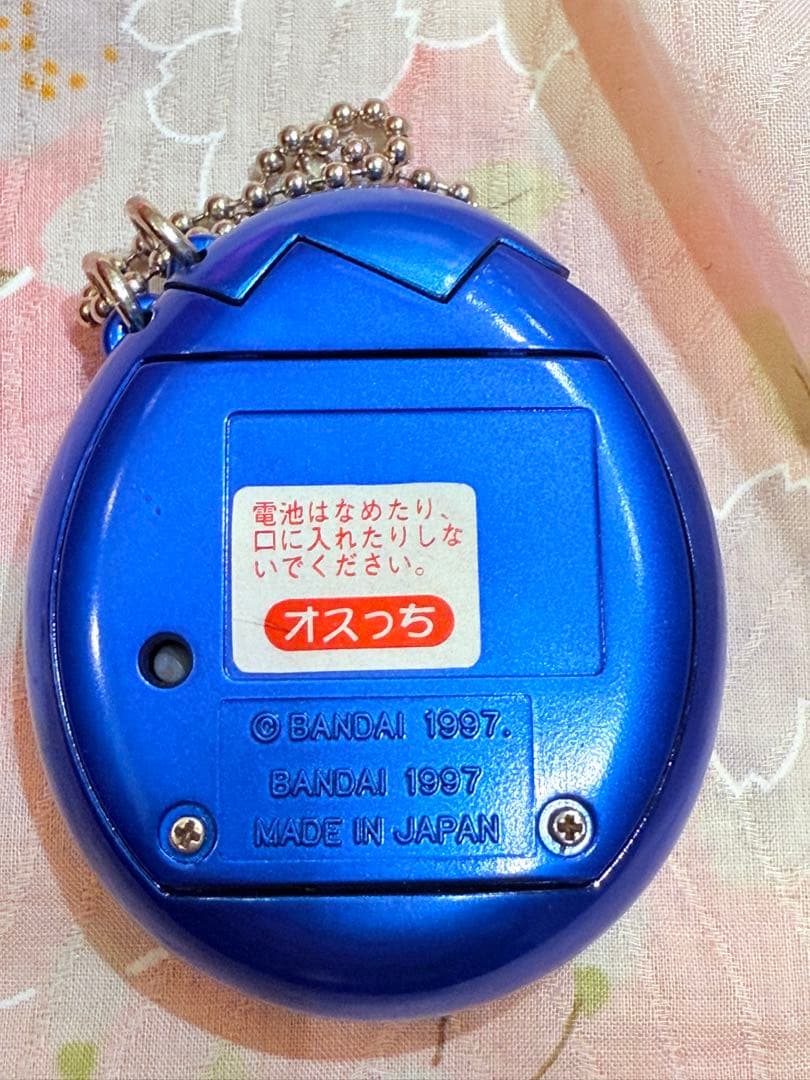 電池はなめたり、
口に入れたりしな
いでください。
オスっち
© BANDAI 1997.
BANDAI 1997
MADE IN JAPAN